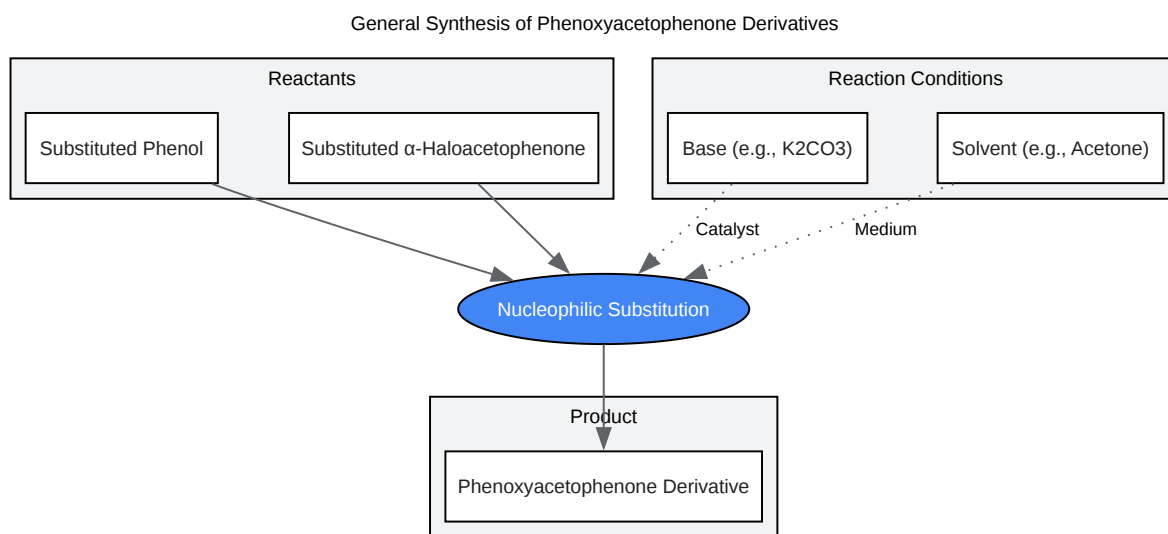 General Synthesis of Phenoxyacetophenone Derivatives
Reactants
Reaction Conditions
Substituted Phenol
Substituted α-Haloacetophenone
Base (e.g., K2CO3)
Solvent (e.g., Acetone)
Catalyst
Medium
Nucleophilic Substitution
Product
Phenoxyacetophenone Derivative